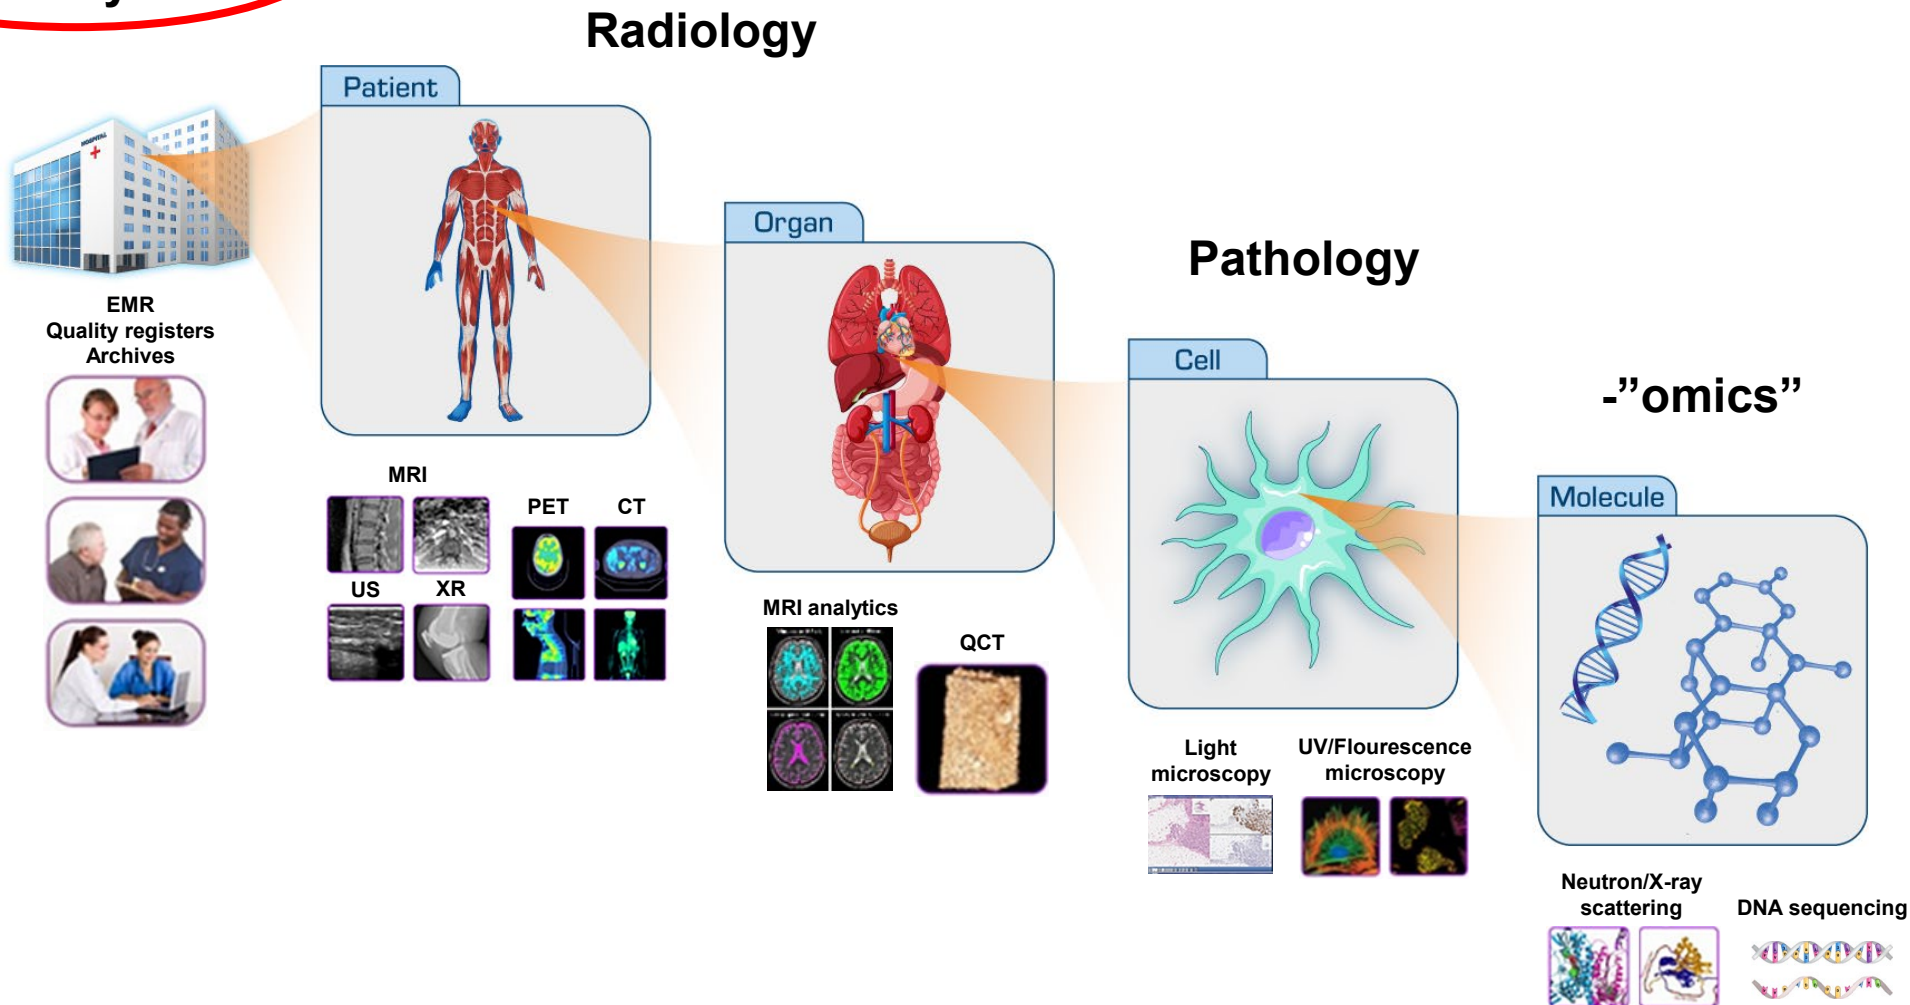 Radiology
Patient
HOSPITAL
Organ
Pathology
EMR
Quality registers
Archives
Cell
-”omics”
MRI
PET
CT
Molecule
US
XR
MRI analytics
QCT
Light
microscopy
UV/Flourescence
microscopy
Neutron/X-ray
scattering
DNA sequencing